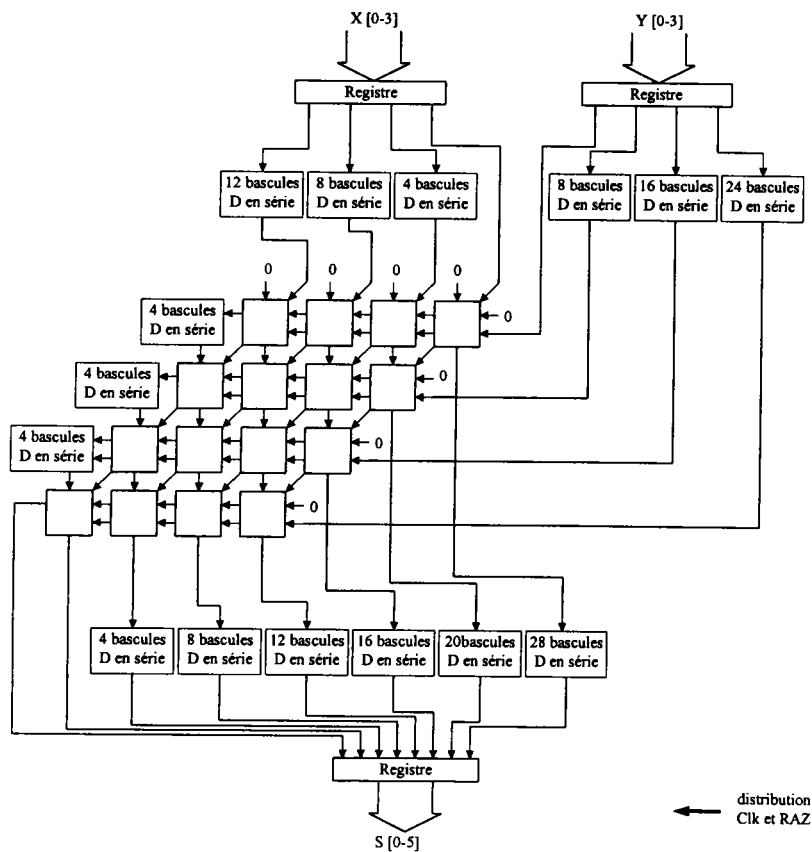 X [0-3]
Y [0-3]
Registre
Registre
12 bascules
D en série
8 bascules
D en série
4 bascules
D en série
8 bascules
D en série
16 bascules
D en série
24 bascules
D en série
0
0
0
0
4 bascules
D en série
0
4 bascules
D en série
0
4 bascules
D en série
0
0
4 bascules
D en série
8 bascules
D en série
12 bascules
D en série
16 bascules
D en série
20bascules
D en série
28 bascules
D en série
Registre
distribution
Clk et RAZ
S [0-5]